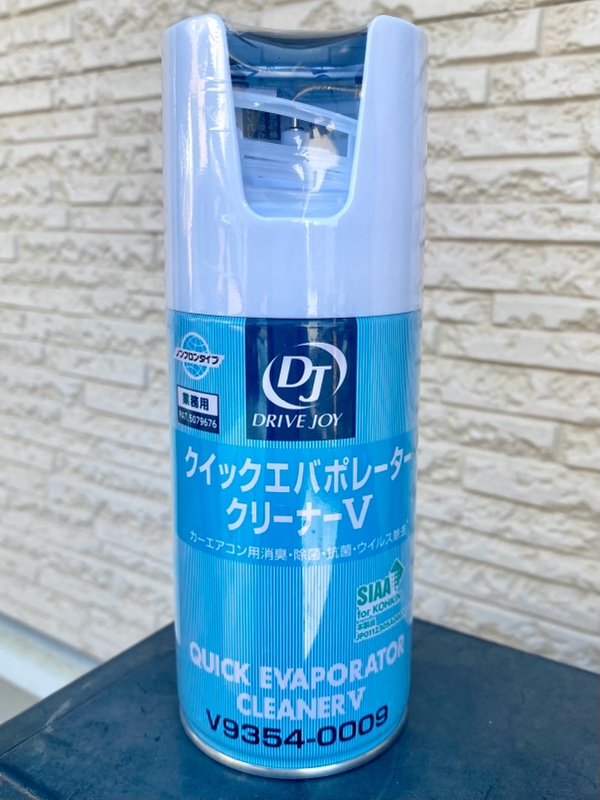 ノンフロンタイプ
業務用
PAT.5079676
DJ
DRIVE JOY
クイックエバポレーター
クリーナーV
カーエアコン用消臭・除菌・抗菌・ウイルス除去
SIAA
for KOHKIN
QUICK EVAPORATOR
CLEANER V
V9354-0009